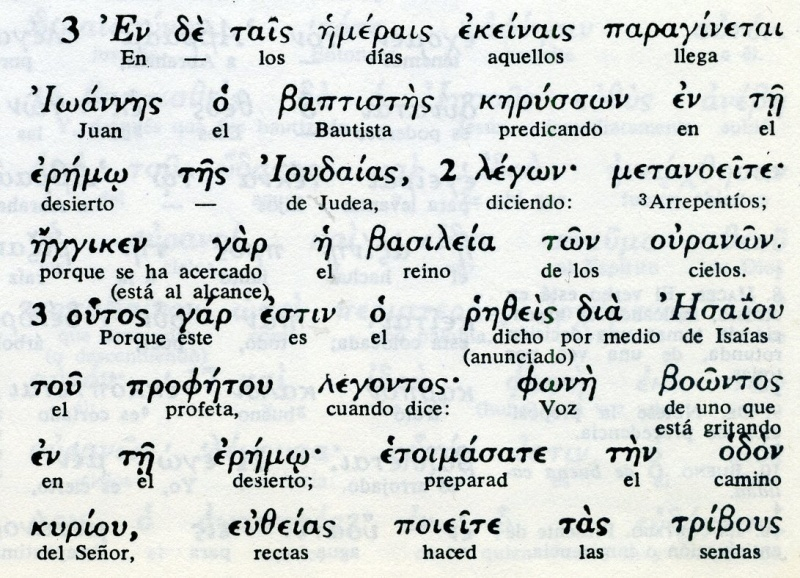 3 Ἐν δὲ ταῖς ἡμέραις ἐκείναις παραγίνεται
En — los días aquellos llega
Ἰωάννης ὁ βαπτιστὴς κηρύσσων ἐν τῇ
Juan el Bautista predicando en el
ἐρήμῳ τῆς Ἰουδαίας, 2 λέγων· μετανοεῖτε·
desierto — de Judea, diciendo: ³Arrepentíos;
ἤγγικεν γὰρ ἡ βασιλεία τῶν οὐρανῶν.
porque se ha acercado el reino de los cielos.
(está al alcance)
3 οὗτος γάρ ἐστιν ὁ ῥηθεὶς διὰ Ἠσαΐου
Porque éste es el dicho por medio de Isaías
(anunciado)
τοῦ προφήτου λέγοντος· φωνὴ βοῶντος
el profeta, cuando dice: Voz de uno que
está gritando
ἐν τῇ ἐρήμῳ· ἑτοιμάσατε τὴν ὁδὸν
en el desierto; preparad el camino
κυρίου, εὐθείας ποιεῖτε τὰς τρίβους
del Señor, rectas haced las sendas